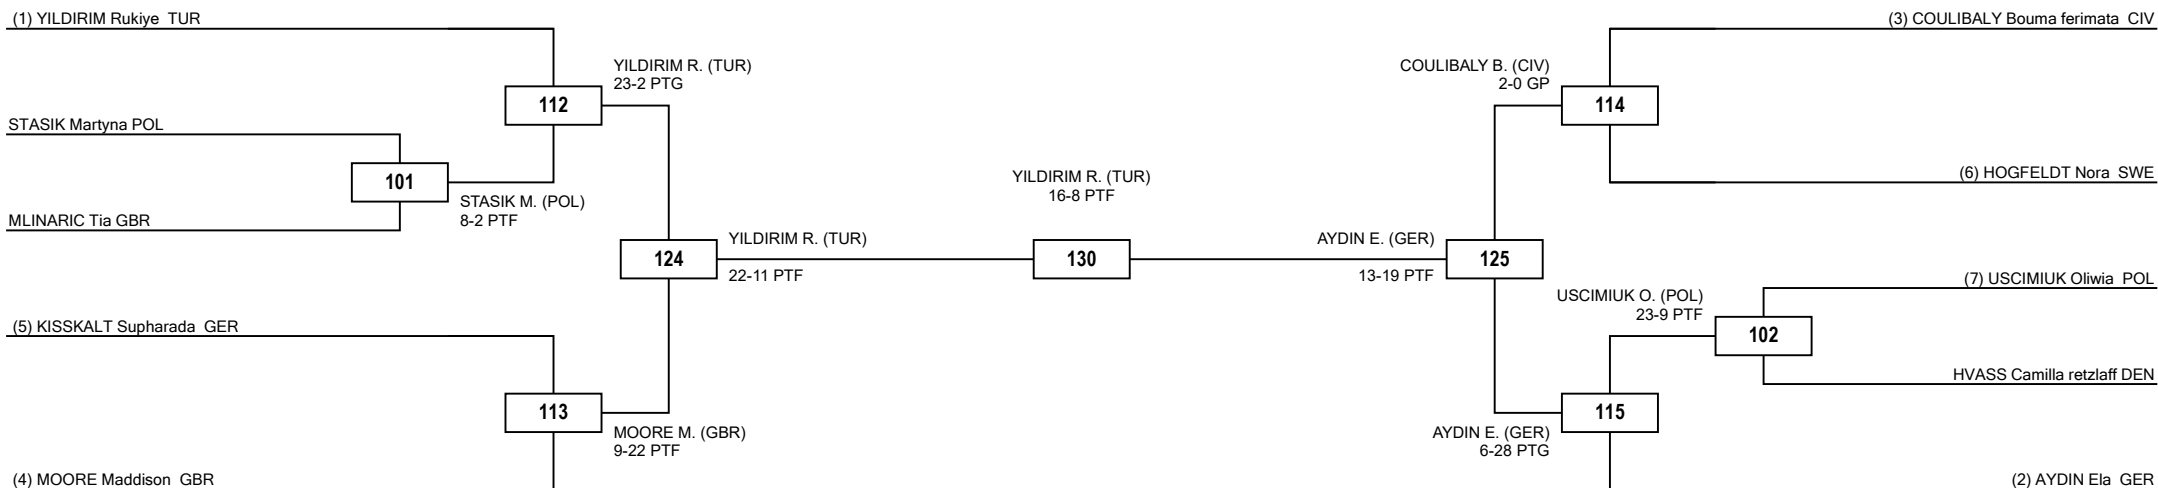 (1) YILDIRIM Rukiye TUR
(3) COULIBALY Bouma ferimata CIV
YILDIRIM R. (TUR)
23-2 PTG
COULIBALY B. (CIV)
2-0 GP
112
114
STASIK Martyna POL
101
STASIK M. (POL)
8-2 PTF
YILDIRIM R. (TUR)
16-8 PTF
(6) HOGFELDT Nora SWE
MLINARIC Tia GBR
124
YILDIRIM R. (TUR)
22-11 PTF
130
AYDIN E. (GER)
13-19 PTF
125
(7) USCIMIUK Oliwia POL
USCIMIUK O. (POL)
23-9 PTF
102
(5) KISSKALT Supharada GER
HVASS Camilla retzlaff DEN
113
MOORE M. (GBR)
9-22 PTF
115
AYDIN E. (GER)
6-28 PTG
(4) MOORE Maddison GBR
(2) AYDIN Ela GER